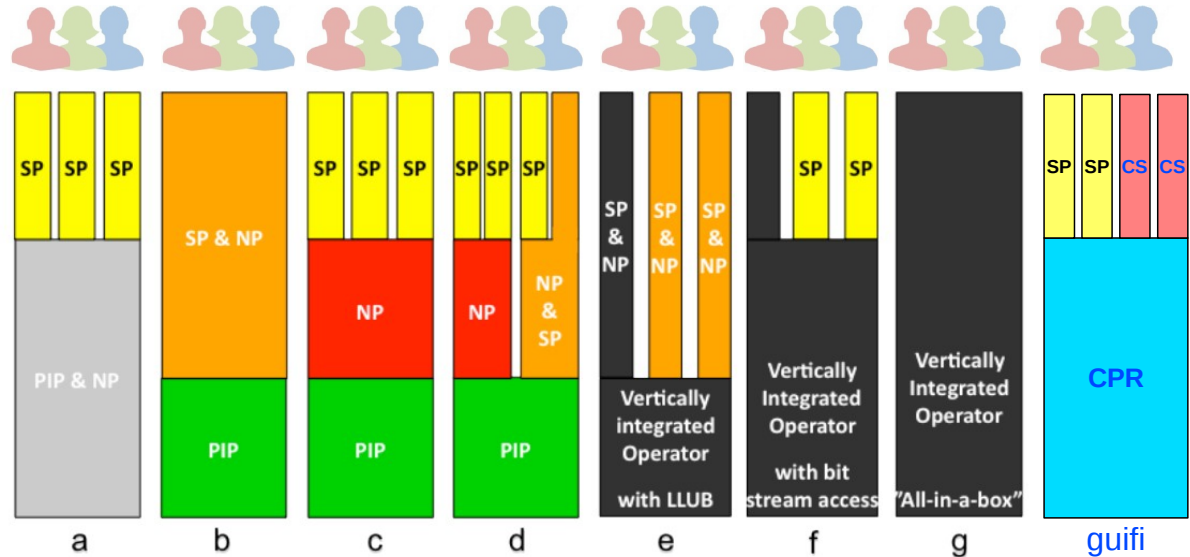 SP SP SP
PIP & NP
a
SP & NP
PIP
b
SP SP SP
NP
PIP
c
SP SP SP
NP
NP
&
SP
PIP
d
SP
&
NP
SP
&
NP
SP
&
NP
Vertically
integrated
Operator
with LLUB
e
SP SP
Vertically
Integrated
Operator
with bit
stream access
f
Vertically
Integrated
Operator
"All-in-a-box"
g
SP SP CS CS
CPR
guifi